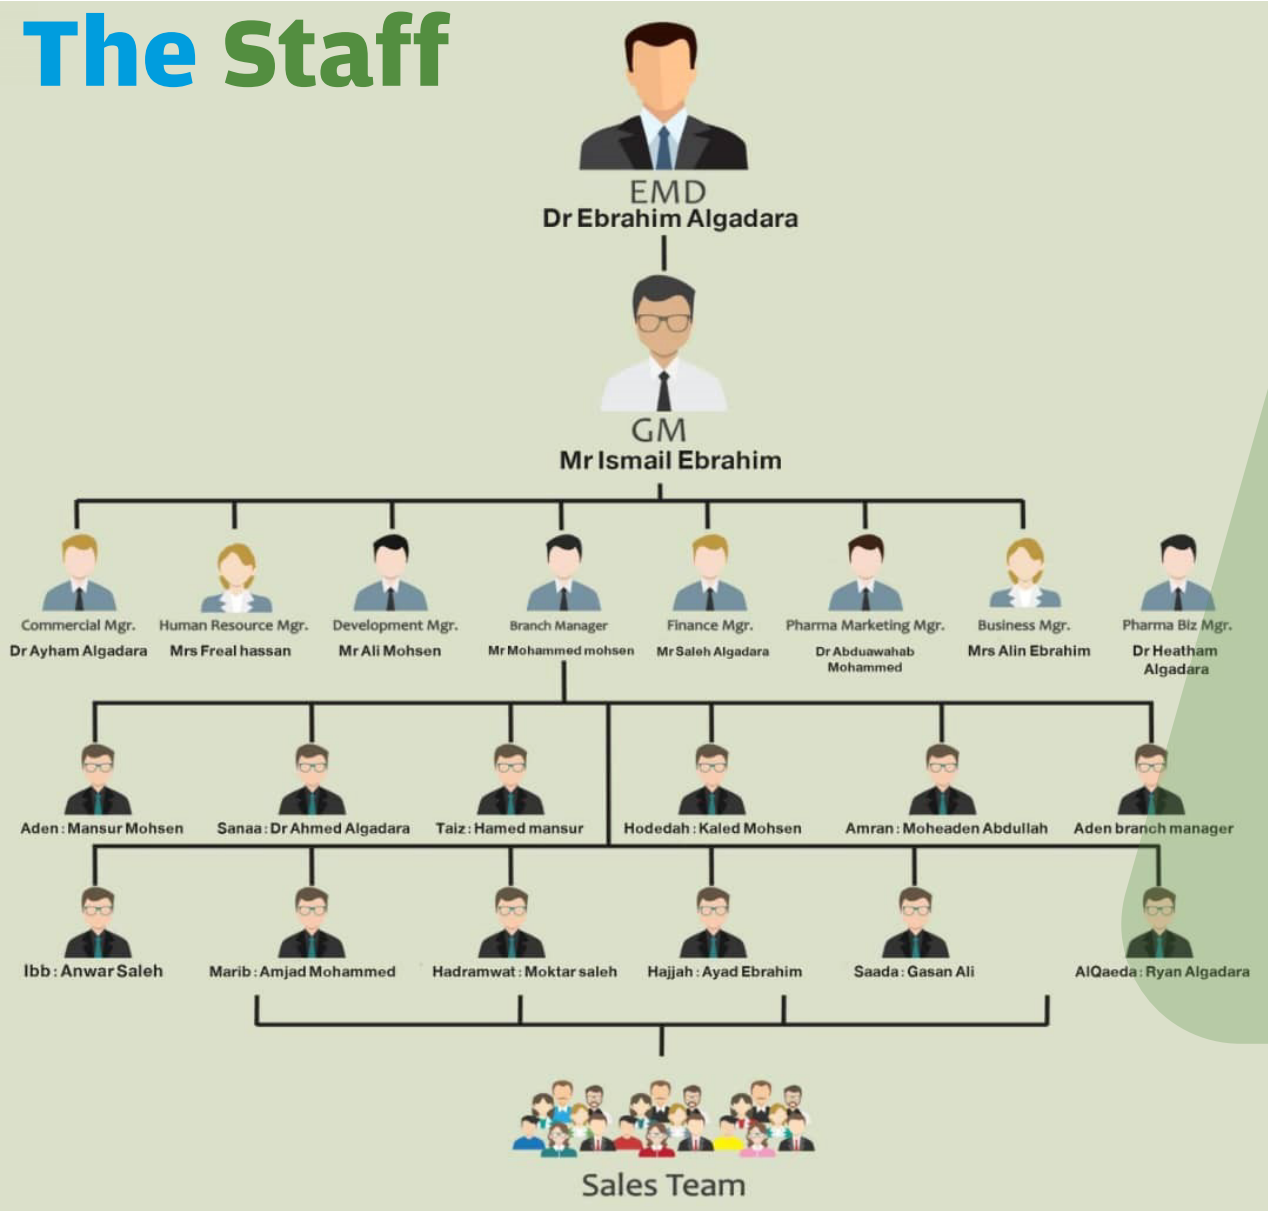 The Staff
EMD
Dr Ebrahim Algadara
GM
Mr Ismail Ebrahim
Commercial Mgr.
Dr Ayham Algadara
Human Resource Mgr.
Mrs Freal hassan
Development Mgr.
Mr Ali Mohsen
Branch Manager
Mr Mohammed mohsen
Finance Mgr.
Mr Saleh Algadara
Pharma Marketing Mgr.
Dr Abduawahab
Mohammed
Business Mgr.
Mrs Alin Ebrahim
Pharma Biz Mgr.
Dr Heatham
Algadara
Aden : Mansur Mohsen
Sanaa : Dr Ahmed Algadara
Taiz : Hamed mansur
Hodedah : Kaled Mohsen
Amran : Moheaden Abdullah
Aden branch manager
Ibb : Anwar Saleh
Marib : Amjad Mohammed
Hadramwat : Moktar saleh
Hajjah : Ayad Ebrahim
Saada : Gasan Ali
AlQaeda : Ryan Algadara
Sales Team